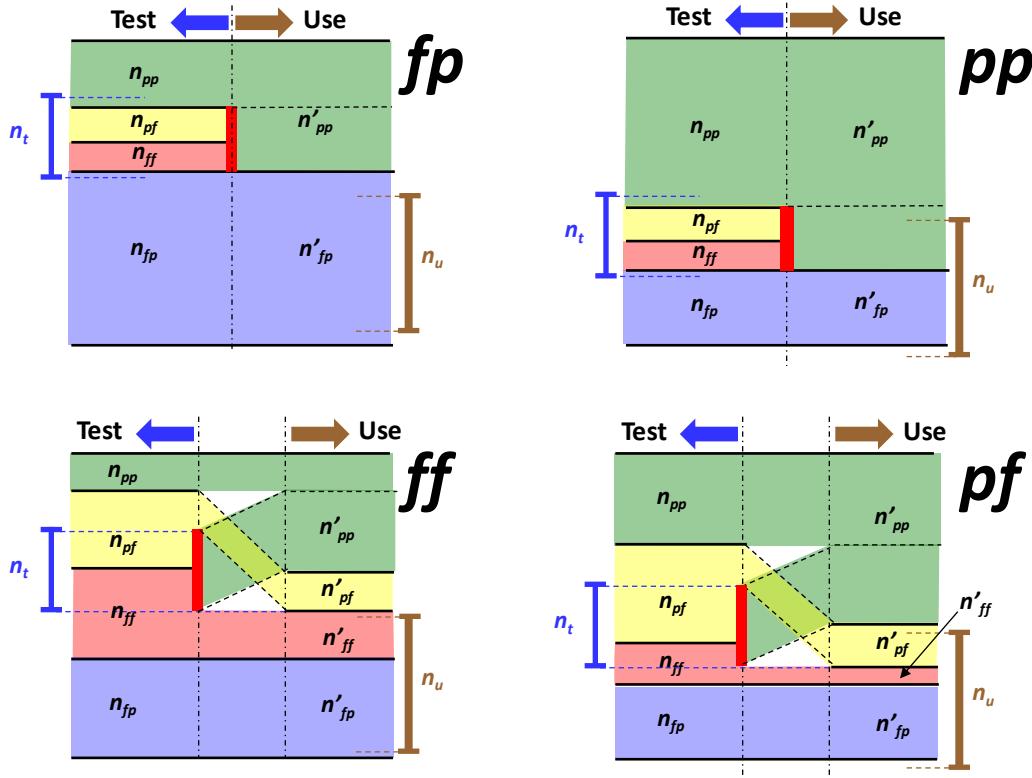 Test Use
fp
n_pp
n_t
n_pf
n'_pp
n_ff
n_fp
n'_fp
n_u
Test Use
pp
n_pp
n'_pp
n_t
n_pf
n_ff
n_u
n_fp
n'_fp
Test Use
ff
n_pp
n'_pp
n_pf
n_t
n'_pf
n_ff
n'_ff
n_u
n_fp
n'_fp
Test Use
pf
n_pp
n'_pp
n'_ff
n_pf
n_t
n'_pf
n_ff
n_u
n_fp
n'_fp